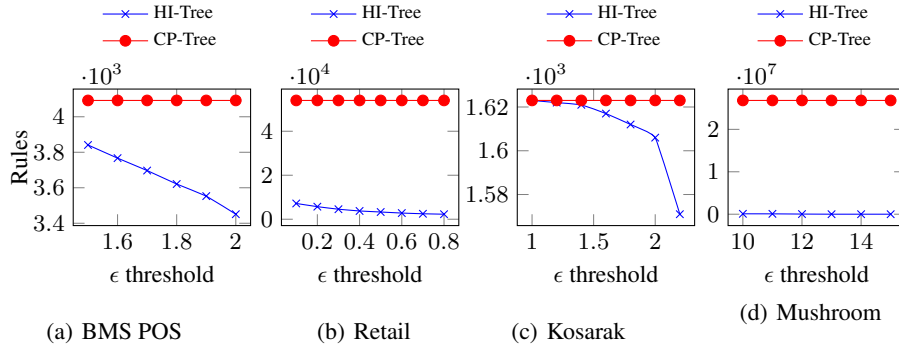 HI-Tree
CP-Tree
HI-Tree
CP-Tree
HI-Tree
CP-Tree
HI-Tree
CP-Tree
·10³
4
3.8
3.6
3.4
Rules
1.6 1.8 2
ϵ threshold
(a) BMS POS
·10⁴
4
2
0
0.2 0.4 0.6 0.8
ϵ threshold
(b) Retail
·10³
1.62
1.6
1.58
1 1.5 2
ϵ threshold
(c) Kosarak
·10⁷
2
1
0
10 12 14
ϵ threshold
(d) Mushroom